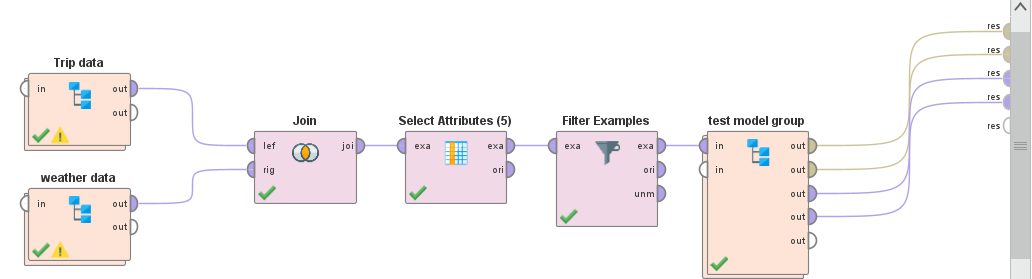 res
res
res
res
res
Trip data
in out
out
weather data
in out
out
Join
lef joi
rig
Select Attributes (5)
exa exa
ori
Filter Examples
exa exa
ori
unm
test model group
in out
in out
out
out
out